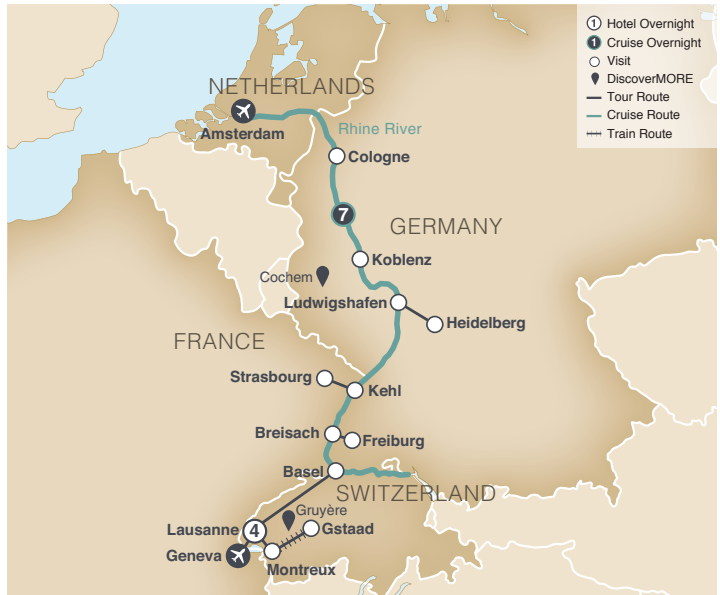 1 Hotel Overnight
1 Cruise Overnight
Visit
DiscoverMORE
Tour Route
Cruise Route
Train Route
NETHERLANDS
Amsterdam
Rhine River
Cologne
7
GERMANY
Koblenz
Cochem
Ludwigshafen
Heidelberg
FRANCE
Strasbourg
Kehl
Breisach
Freiburg
Basel
SWITZERLAND
Gruyère
Lausanne
4
Gstaad
Geneva
Montreux